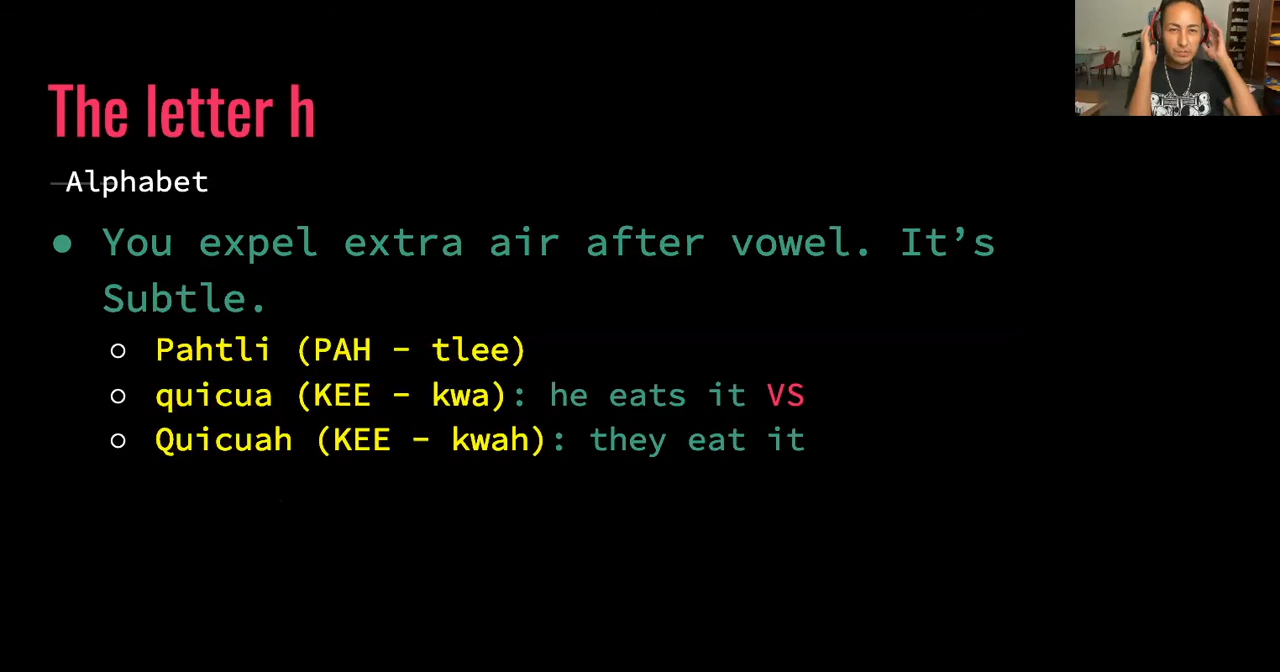 The letter h
Alphabet
● You expel extra air after vowel. It’s
Subtle.
○ Pahtli (PAH - tlee)
○ quicua (KEE - kwa): he eats it VS
○ Quicuah (KEE - kwah): they eat it